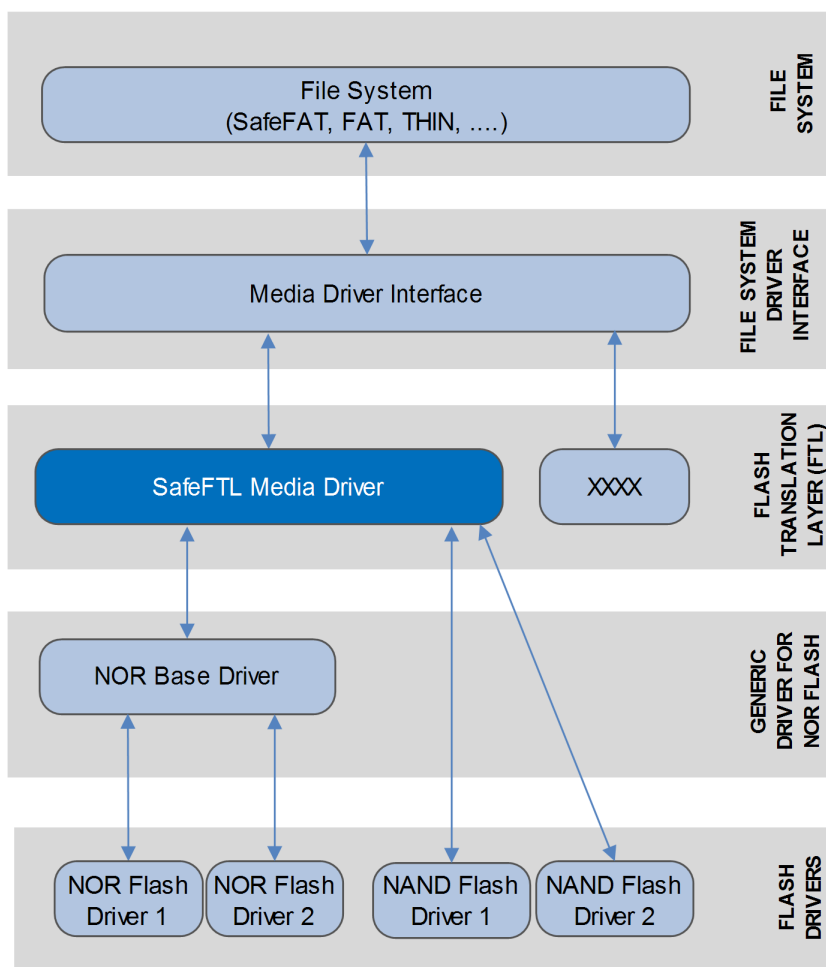 File System
(SafeFAT, FAT, THIN, ....)
FILE
SYSTEM
Media Driver Interface
FILE SYSTEM
DRIVER
INTERFACE
SafeFTL Media Driver
XXXX
FLASH
TRANSLATION
LAYER (FTL)
NOR Base Driver
GENERIC
DRIVER FOR
NOR FLASH
NOR Flash
Driver 1
NOR Flash
Driver 2
NAND Flash
Driver 1
NAND Flash
Driver 2
FLASH
DRIVERS